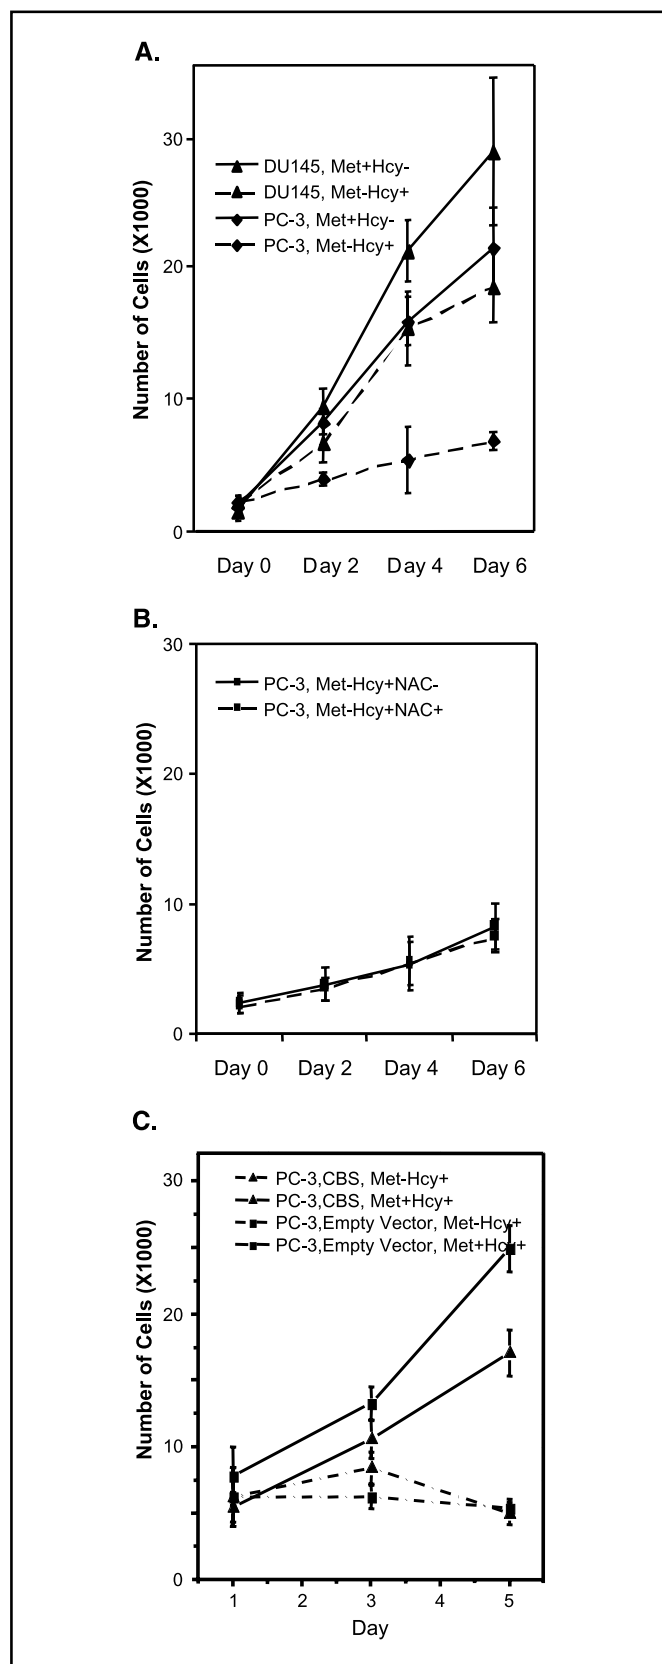 A.
Number of Cells (X1000)
30
20
10
0
DU145, Met+Hcy-
DU145, Met-Hcy+
PC-3, Met+Hcy-
PC-3, Met-Hcy+
Day 0 Day 2 Day 4 Day 6
B.
Number of Cells (X1000)
30
20
10
0
PC-3, Met-Hcy+NAC-
PC-3, Met-Hcy+NAC+
Day 0 Day 2 Day 4 Day 6
C.
Number of Cells (X1000)
30
20
10
0
PC-3,CBS, Met-Hcy+
PC-3,CBS, Met+Hcy+
PC-3,Empty Vector, Met-Hcy+
PC-3,Empty Vector, Met+Hcy+
1 2 3 4 5
Day